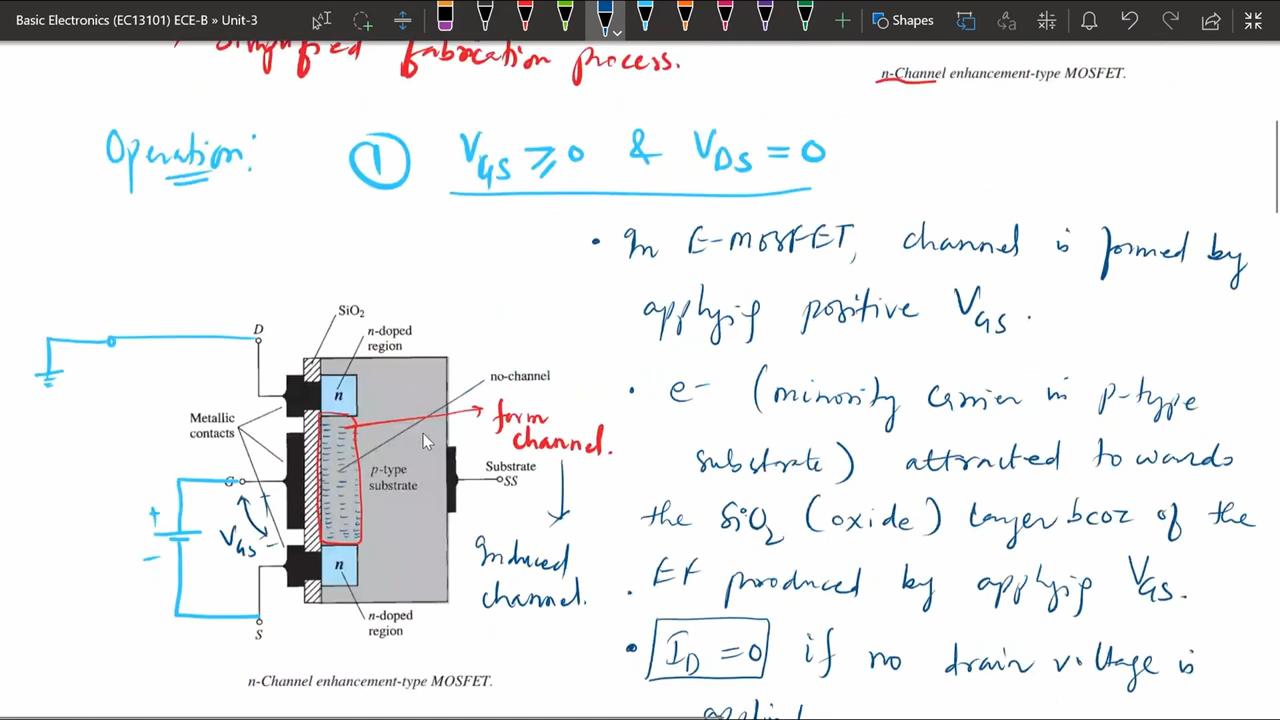 Basic Electronics (EC13101) ECE-B » Unit-3
Shapes
Simplified fabrication process.
n-Channel enhancement-type MOSFET.
Operation:
① VGS ≥ 0 & VDS = 0
• In E-MOSFET, channel is formed by
applying positive VGS.
• e- (minority carrier in p-type
substrate) attracted towards
the SiO2 (oxide) layer bcoz of the
• EF produced by applying VGS.
• ID = 0 if no drain voltage is
applied
SiO2
D
n-doped
region
no-channel
n
form
channel.
Metallic
contacts
p-type
substrate
Substrate
SS
G
+
+
-
VGS
-
Induced
channel.
n
n-doped
region
S
n-Channel enhancement-type MOSFET.